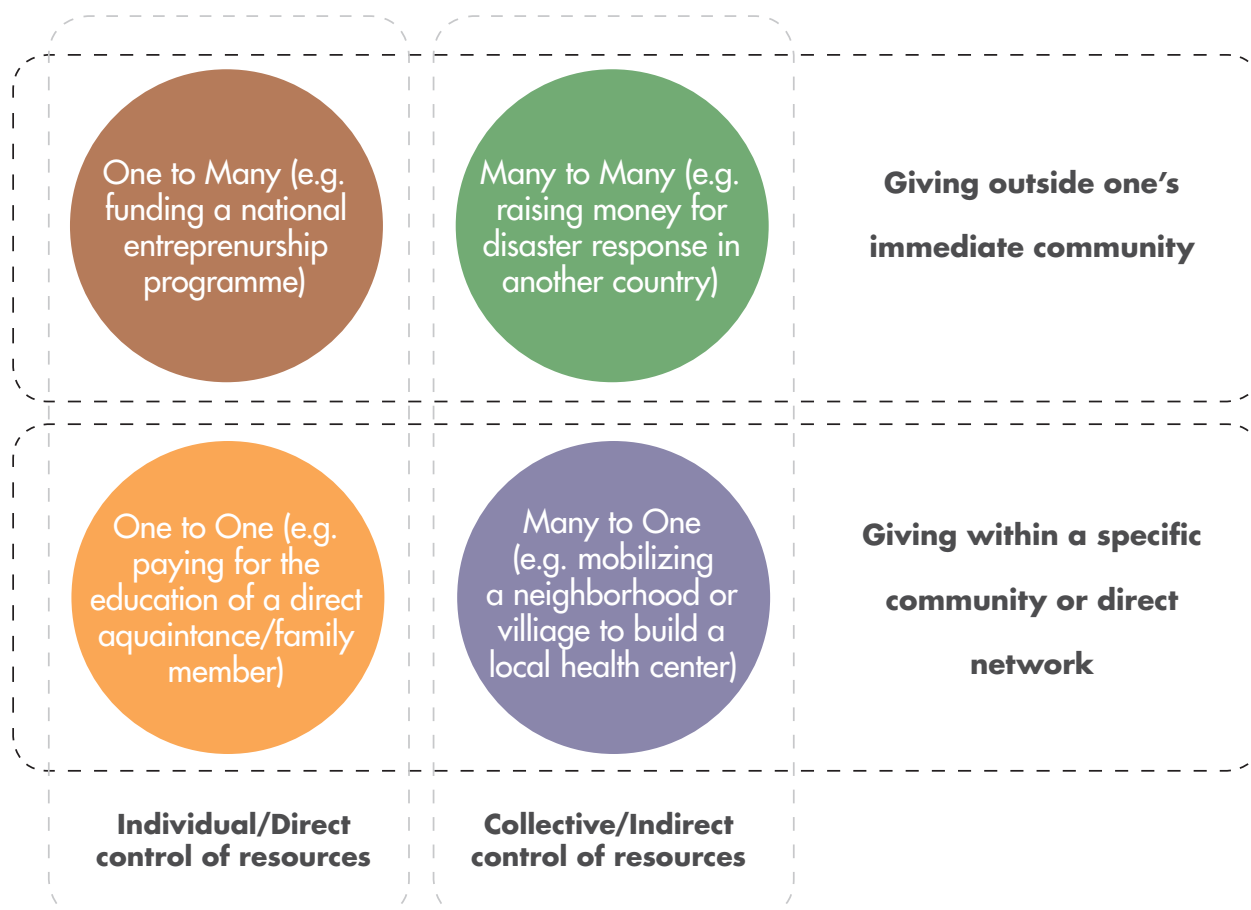 One to Many (e.g.
funding a national
entreprenurship
programme)
Many to Many (e.g.
raising money for
disaster response in
another country)
Giving outside one’s
immediate community
One to One (e.g.
paying for the
education of a direct
aquaintance/family
member)
Many to One
(e.g. mobilizing
a neighborhood or
villiage to build a
local health center)
Giving within a specific
community or direct
network
Individual/Direct
control of resources
Collective/Indirect
control of resources